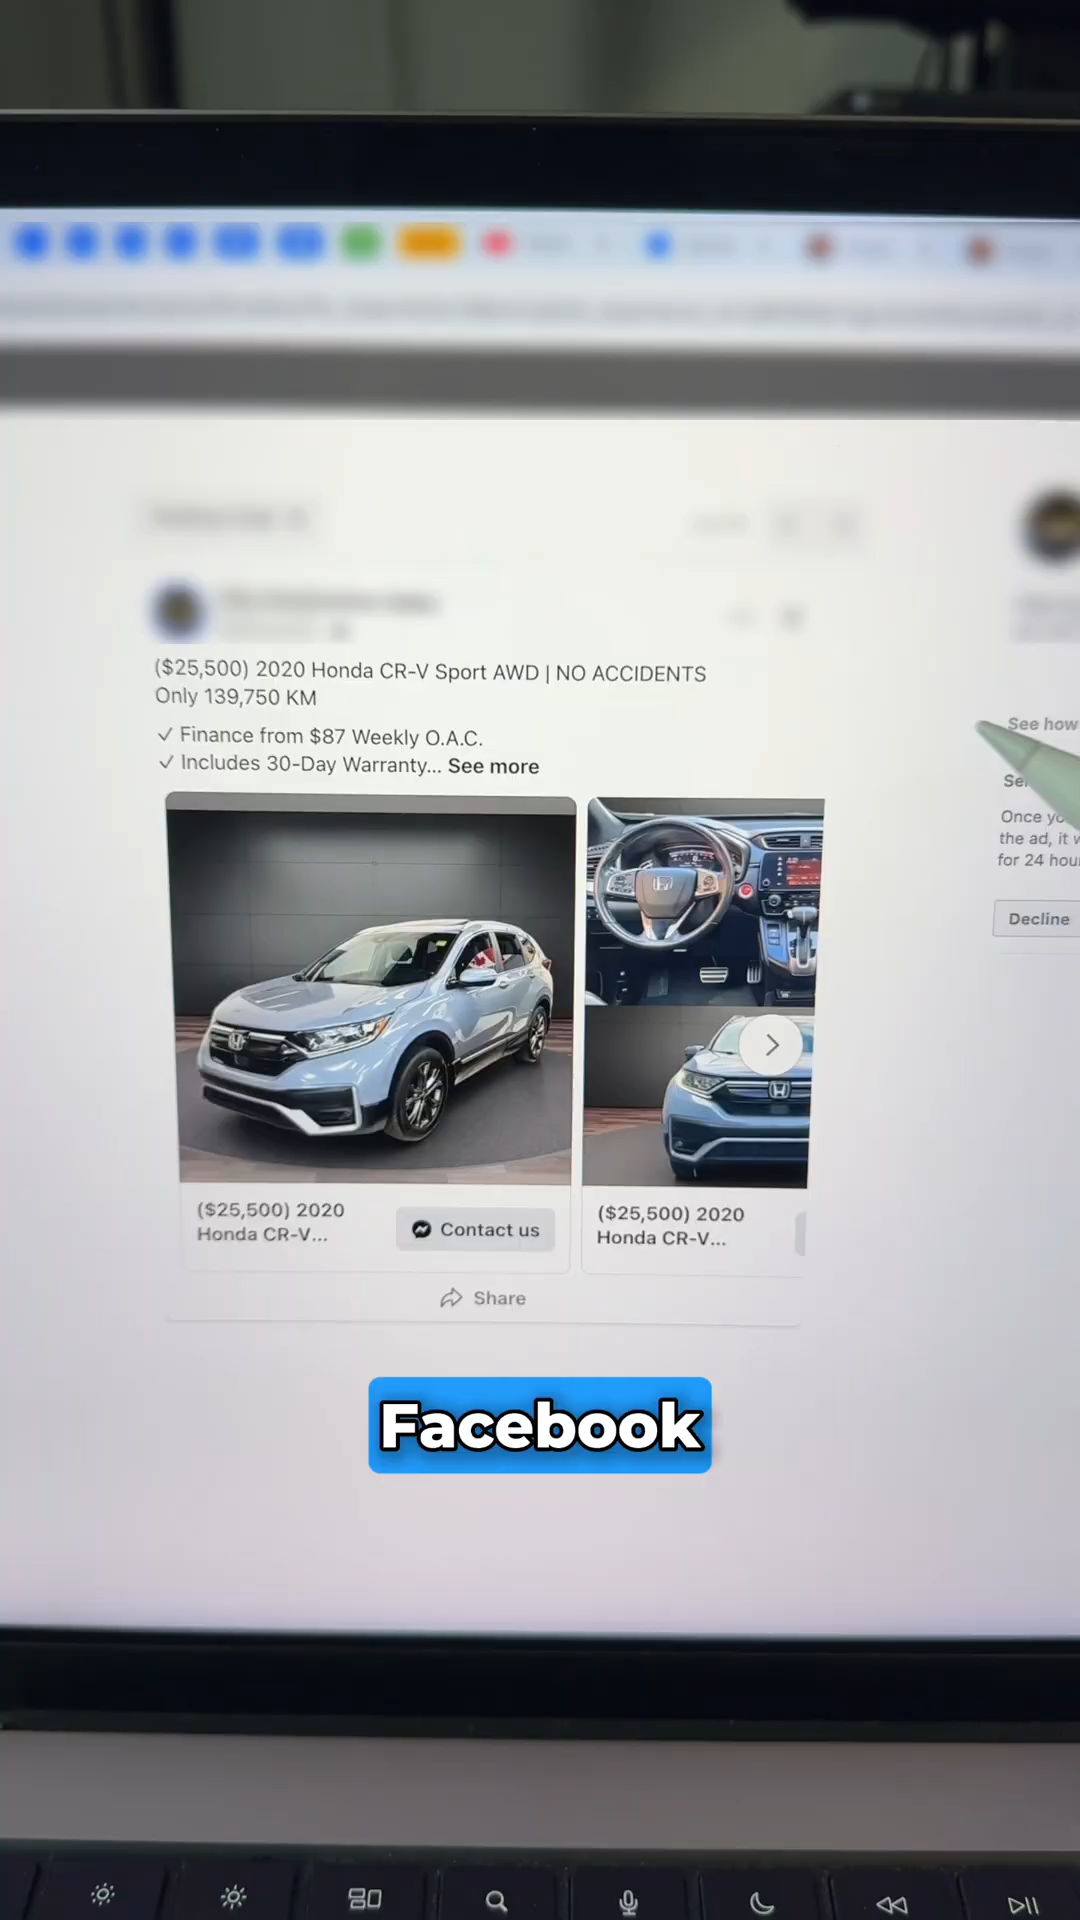 ($25,500) 2020 Honda CR-V Sport AWD | NO ACCIDENTS
Only 139,750 KM
✓ Finance from $87 Weekly O.A.C.
✓ Includes 30-Day Warranty... See more
See how
Once
the ad, it
for 24
Decline
($25,500) 2020
Honda CR-V...
Contact us
($25,500) 2020
Honda CR-V...
Share
Facebook